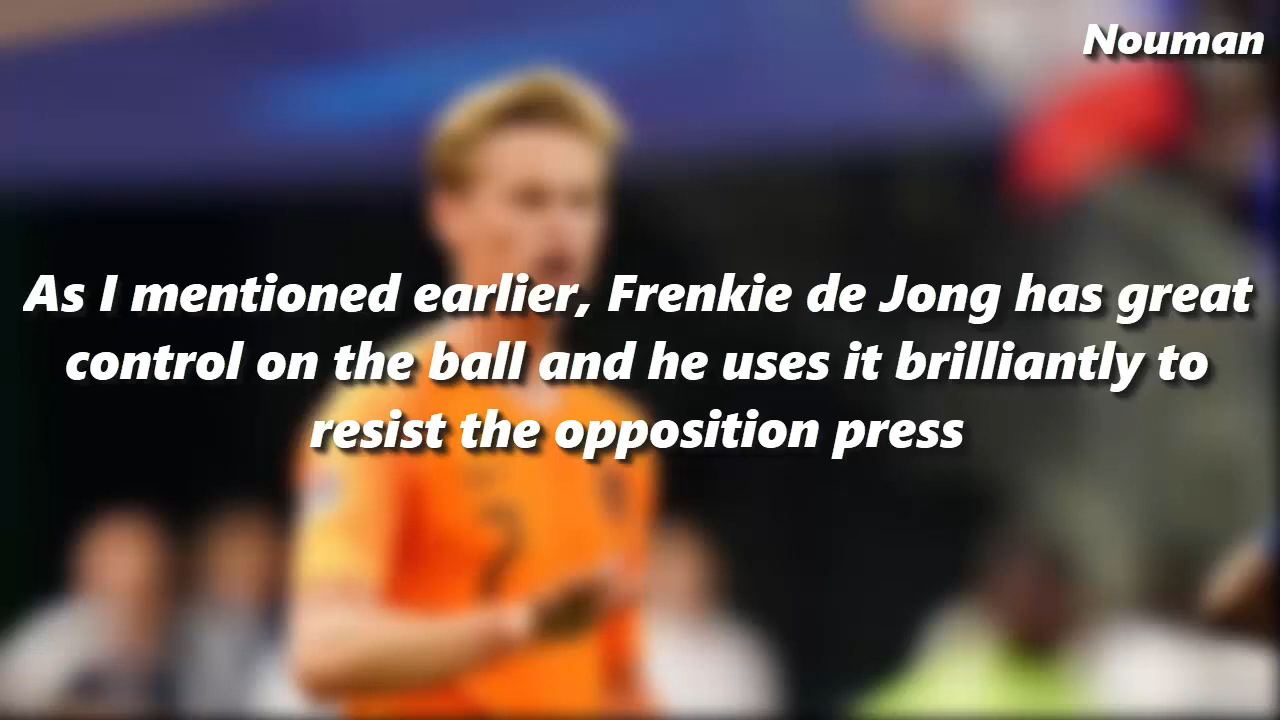 Nouman
As I mentioned earlier, Frenkie de Jong has great
control on the ball and he uses it brilliantly to
resist the opposition press